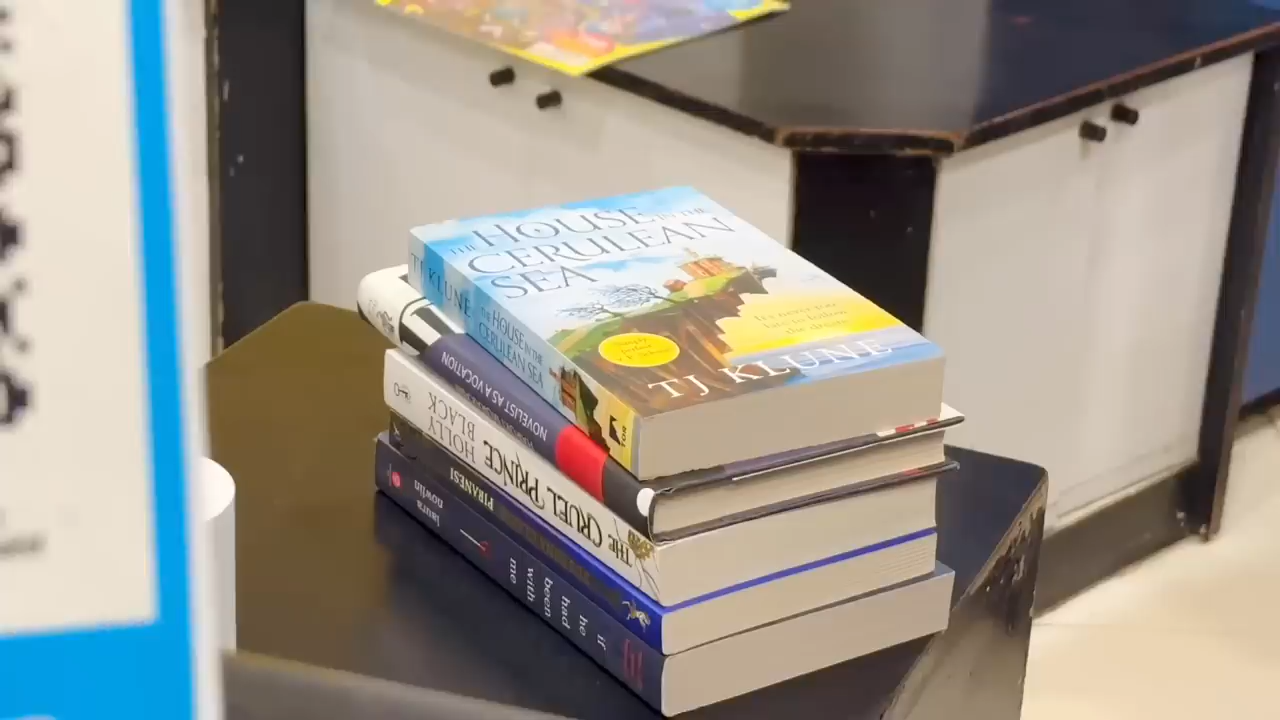 THE HOUSE IN THE
CERULEAN
SEA
It's never too
late to follow
the dream
TJ KLUNE
TJ KLUNE
THE HOUSE IN THE
CERULEAN SEA
TOR
NOVELIST AS A VOCATION
HOLLY
BLACK
THE CRUEL PRINCE
PIRANESI
laura
nowlin
if
he
had
been
with
me